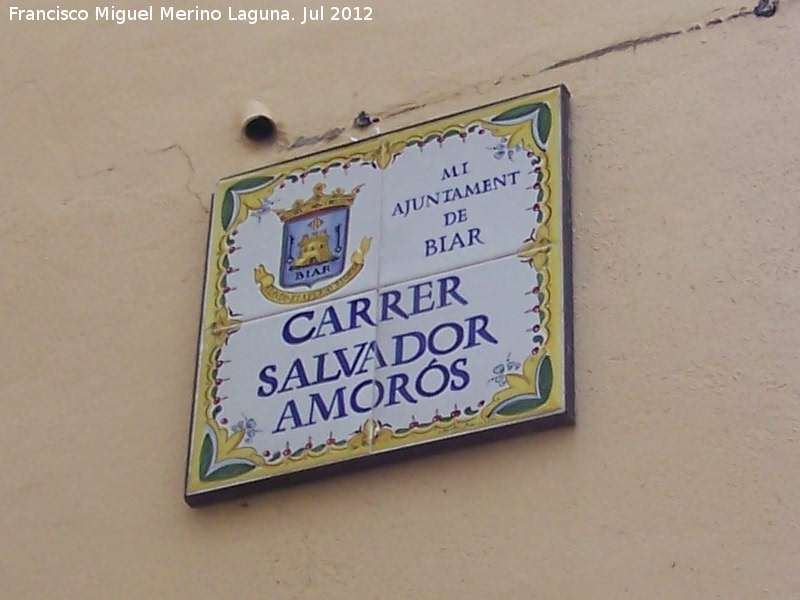 Francisco Miguel Merino Laguna. Jul 2012
M.I
AJUNTAMENT
DE
BIAR
BIAR
CARRER
SALVADOR
AMORÓS